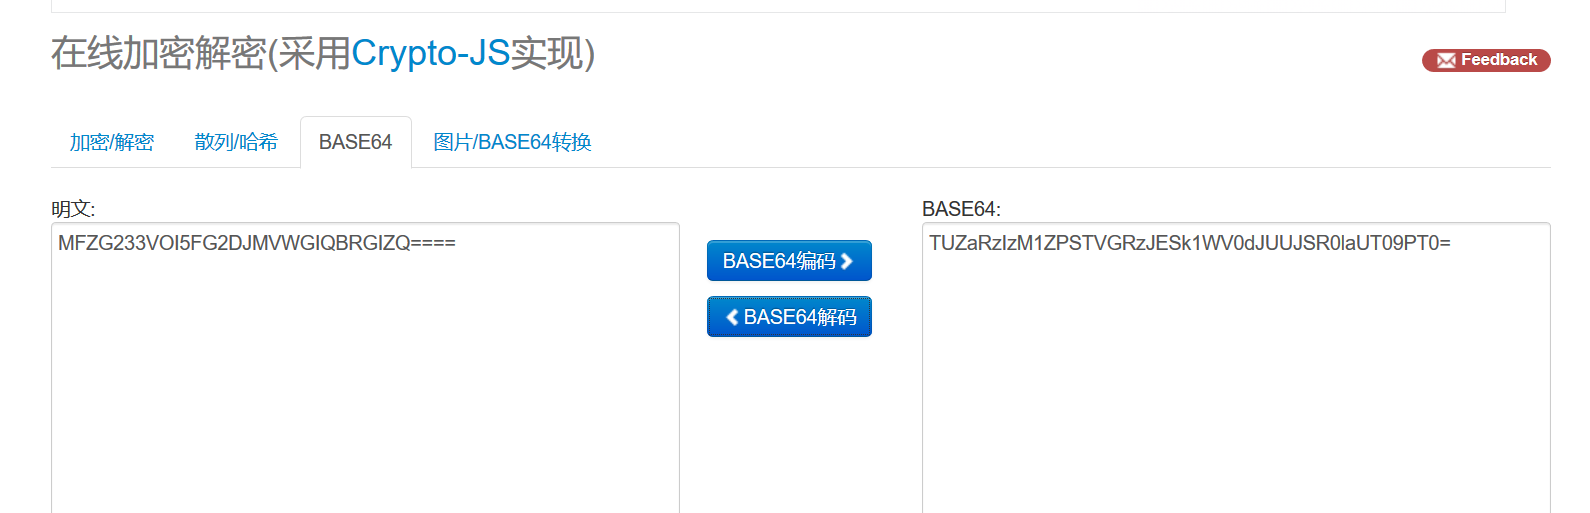 在线加密解密(采用Crypto-JS实现)
Feedback
加密/解密 散列/哈希 BASE64 图片/BASE64转换
明文:
BASE64:
MFZG233VOI5FG2DJMVWGIQBRGIZQ====
TUZaRzIzM1ZPSTVGRzJESk1WV0dJUUJSR0laUT09PT0=
BASE64编码
BASE64解码